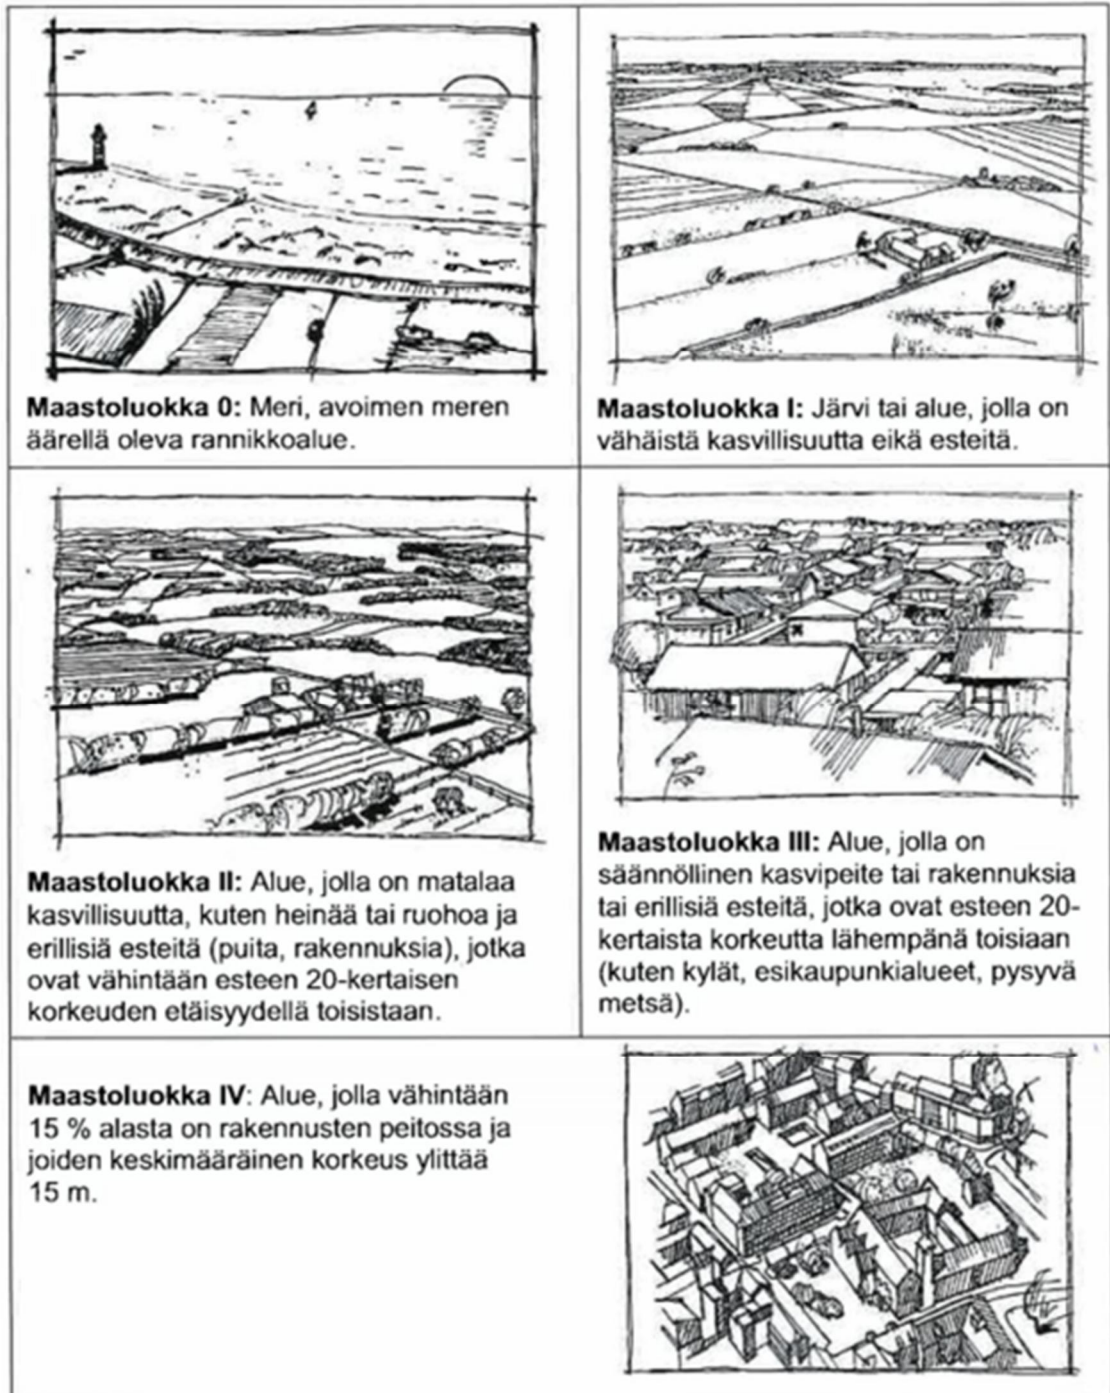 Maastoluokka 0: Meri, avoimen meren
äärellä oleva rannikkoalue.
Maastoluokka I: Järvi tai alue, jolla on
vähäistä kasvillisuutta eikä esteitä.
Maastoluokka II: Alue, jolla on matalaa
kasvillisuutta, kuten heinää tai ruohoa ja
erillisiä esteitä (puita, rakennuksia), jotka
ovat vähintään esteen 20-kertaisen
korkeuden etäisyydellä toisistaan.
Maastoluokka III: Alue, jolla on
säännöllinen kasvipeite tai rakennuksia
tai erillisiä esteitä, jotka ovat esteen 20-
kertaista korkeutta lähempänä toisiaan
(kuten kylät, esikaupunkialueet, pysyvä
metsä).
Maastoluokka IV: Alue, jolla vähintään
15 % alasta on rakennusten peitossa ja
joiden keskimääräinen korkeus ylittää
15 m.